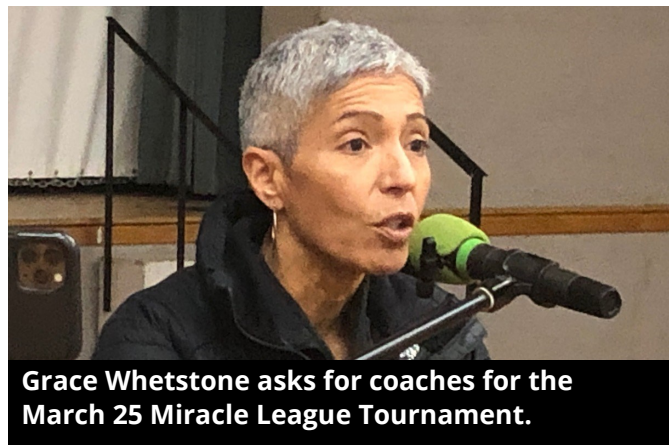 Grace Whetstone asks for coaches for the
March 25 Miracle League Tournament.